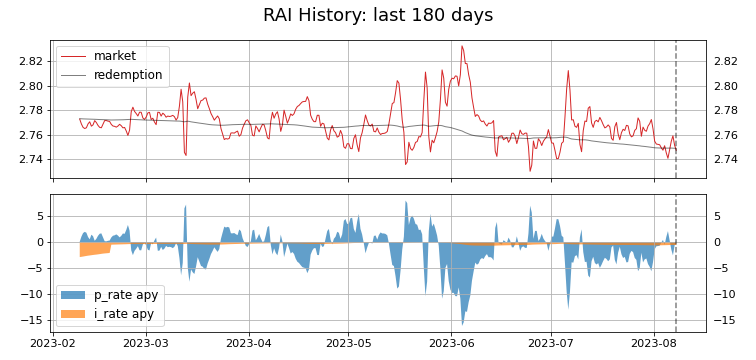 RAI History: last 180 days
2.82 2.82
market
redemption
2.80 2.80
2.78 2.78
2.76 2.76
2.74 2.74
5 5
0 0
−5 −5
p_rate apy
−10 −10
i_rate apy
−15 −15
2023-02 2023-03 2023-04 2023-05 2023-06 2023-07 2023-08